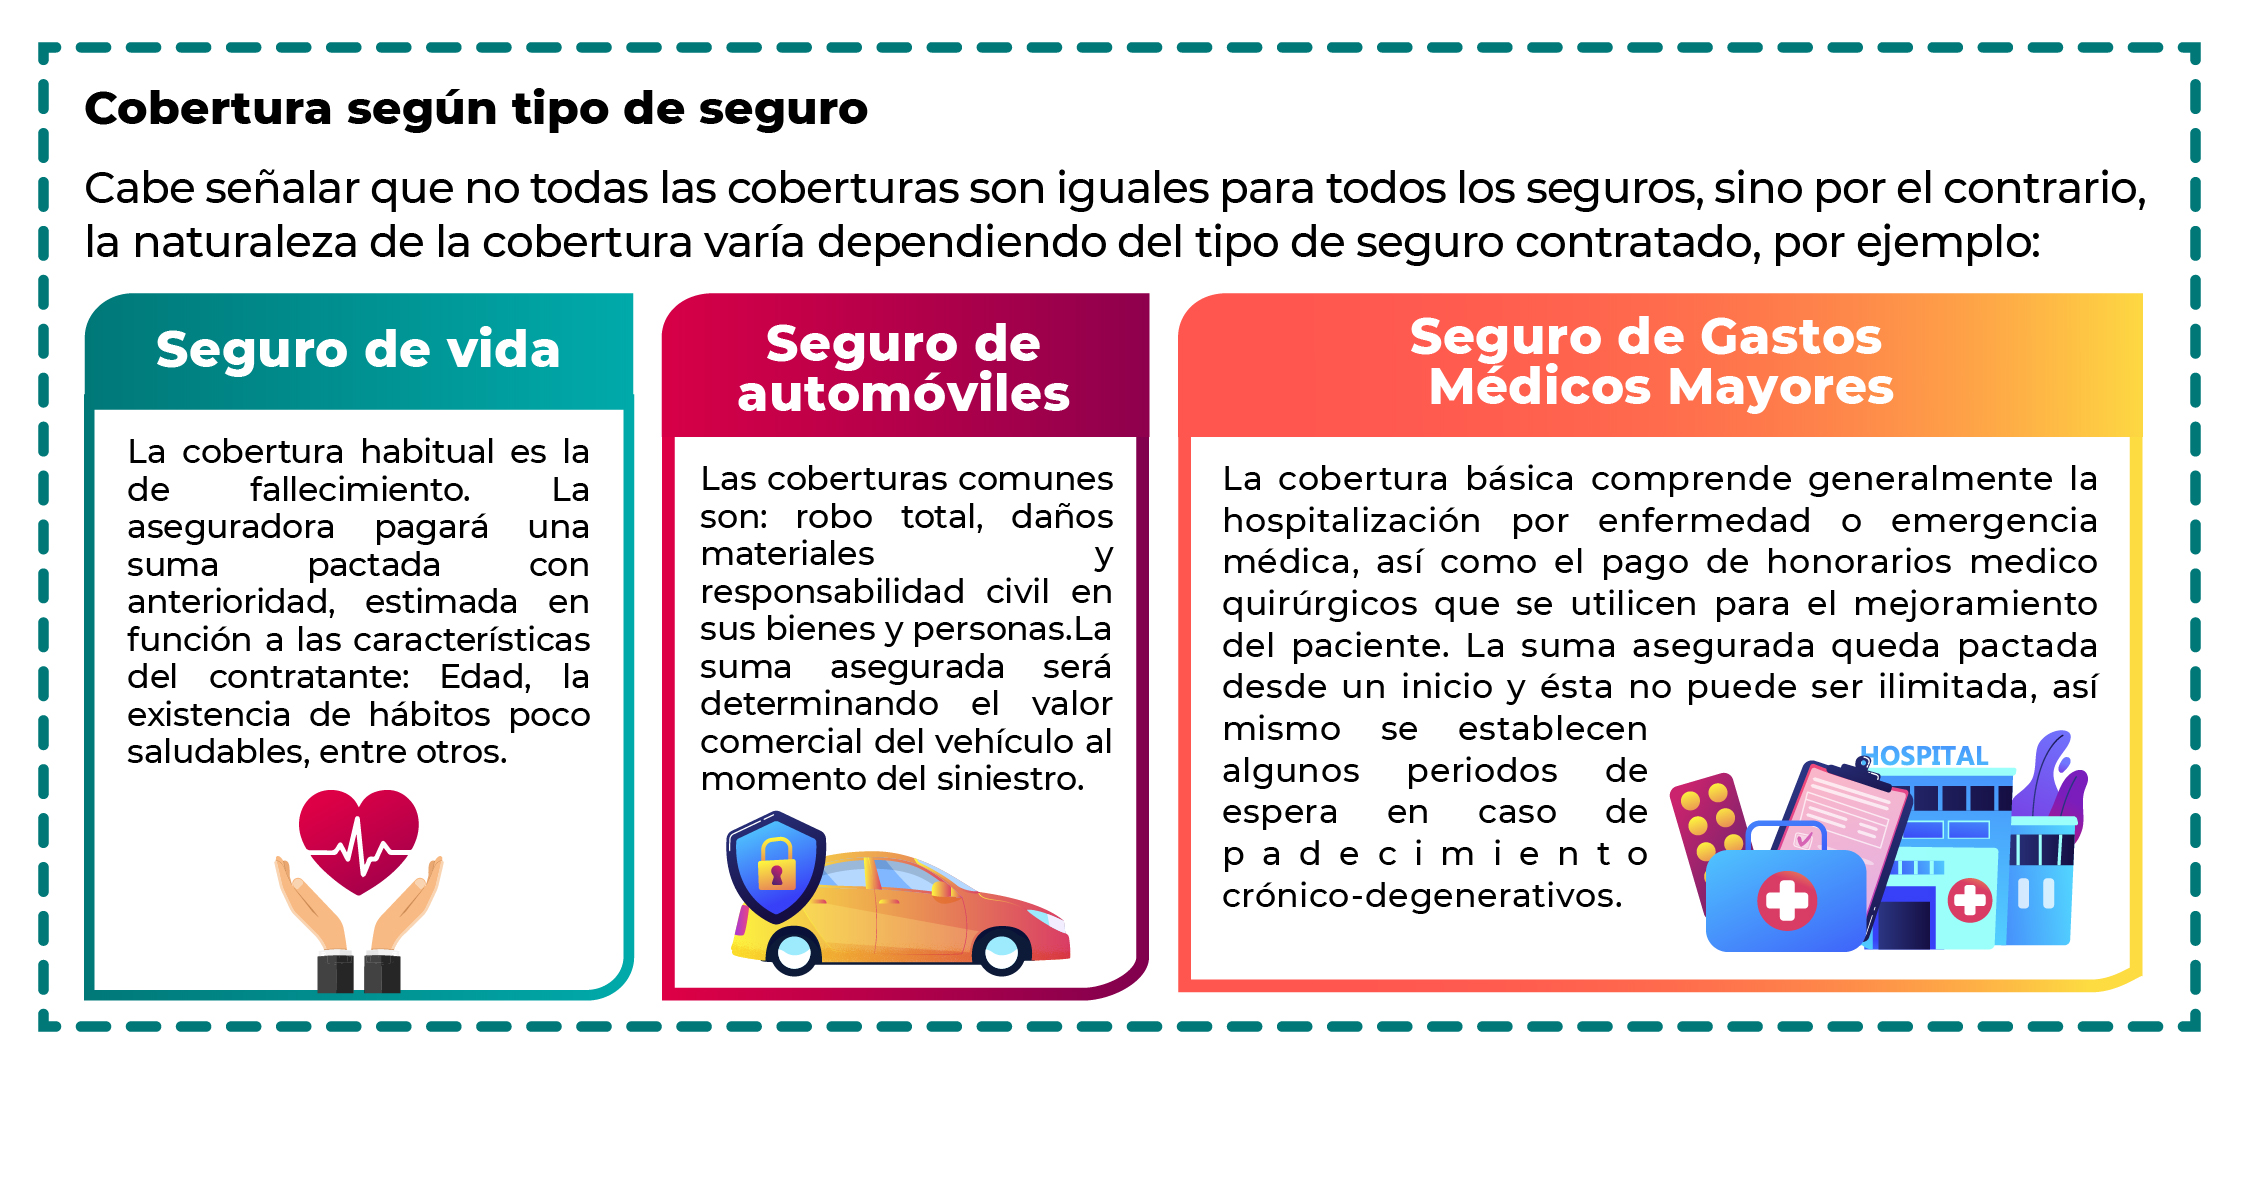 Cobertura según tipo de seguro
Cabe señalar que no todas las coberturas son iguales para todos los seguros, sino por el contrario,
la naturaleza de la cobertura varía dependiendo del tipo de seguro contratado, por ejemplo:
Seguro de vida
La cobertura habitual es la
de fallecimiento. La
aseguradora pagará una
suma pactada con
anterioridad, estimada en
función a las características
del contratante: Edad, la
existencia de hábitos poco
saludables, entre otros.
Seguro de
automóviles
Las coberturas comunes
son: robo total, daños
materiales y
responsabilidad civil en
sus bienes y personas.La
suma asegurada será
determinando el valor
comercial del vehículo al
momento del siniestro.
Seguro de Gastos
Médicos Mayores
La cobertura básica comprende generalmente la
hospitalización por enfermedad o emergencia
médica, así como el pago de honorarios medico
quirúrgicos que se utilicen para el mejoramiento
del paciente. La suma asegurada queda pactada
desde un inicio y ésta no puede ser ilimitada, así
mismo se establecen
algunos periodos de
espera en caso de
padecimiento
crónico-degenerativos.
HOSPITAL